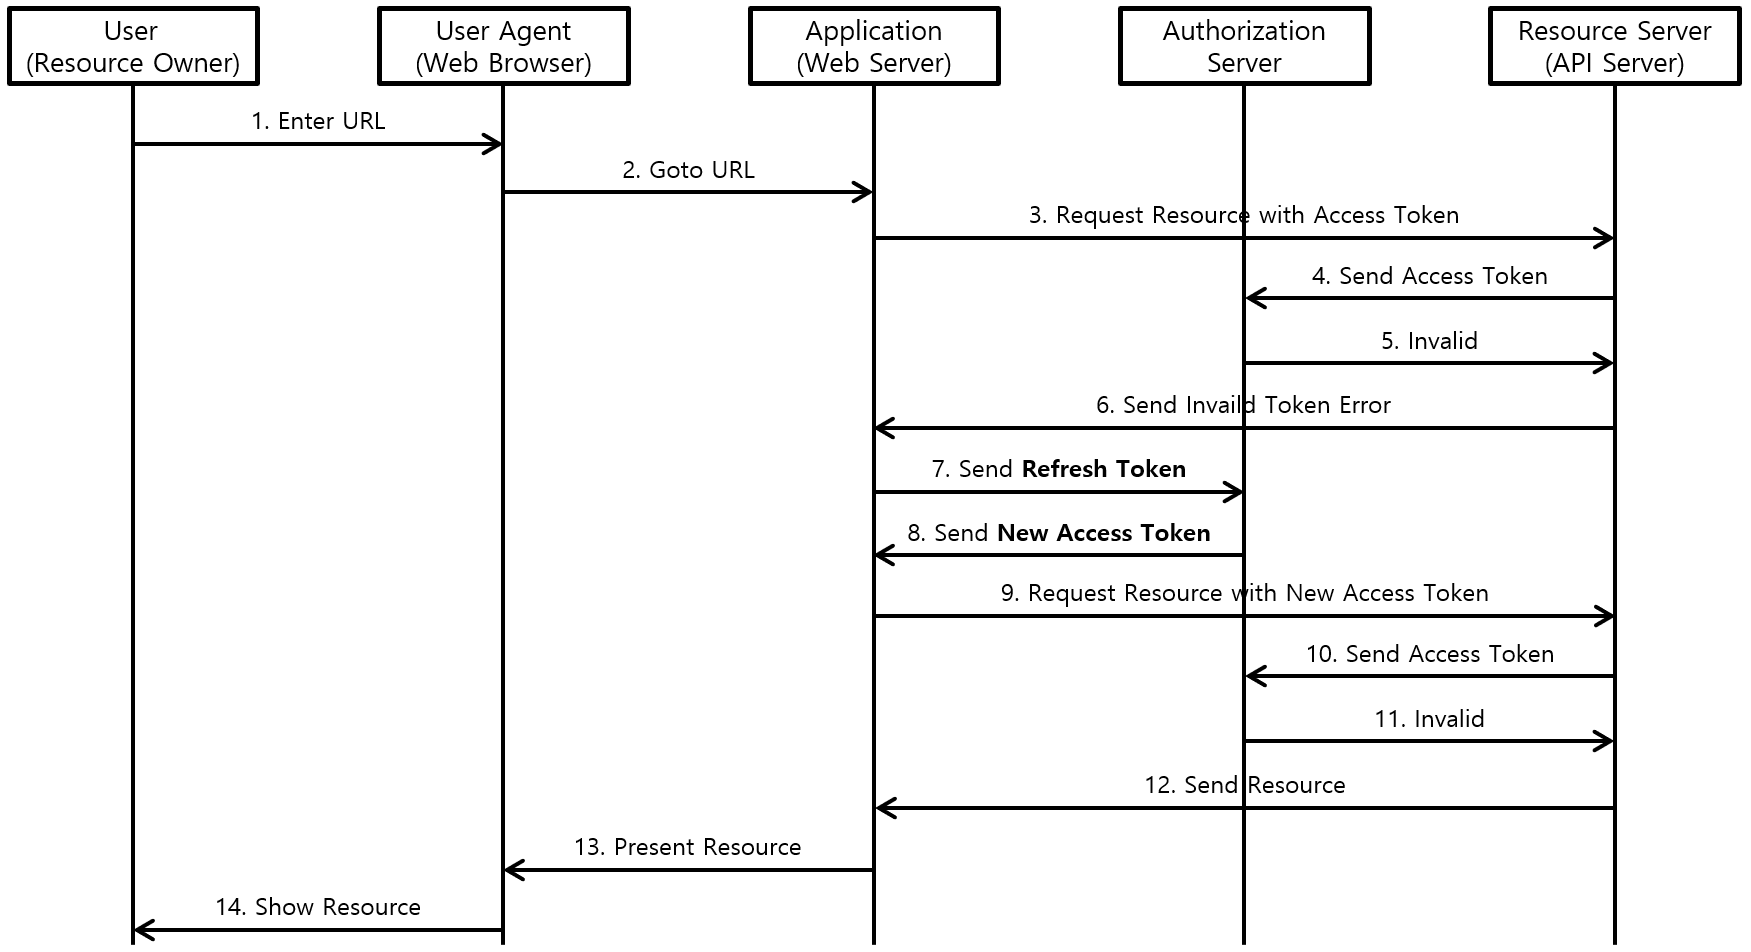 User
(Resource Owner)
User Agent
(Web Browser)
Application
(Web Server)
Authorization
Server
Resource Server
(API Server)
1. Enter URL
2. Goto URL
3. Request Resource with Access Token
4. Send Access Token
5. Invalid
6. Send Invaild Token Error
7. Send Refresh Token
8. Send New Access Token
9. Request Resource with New Access Token
10. Send Access Token
11. Invalid
12. Send Resource
13. Present Resource
14. Show Resource